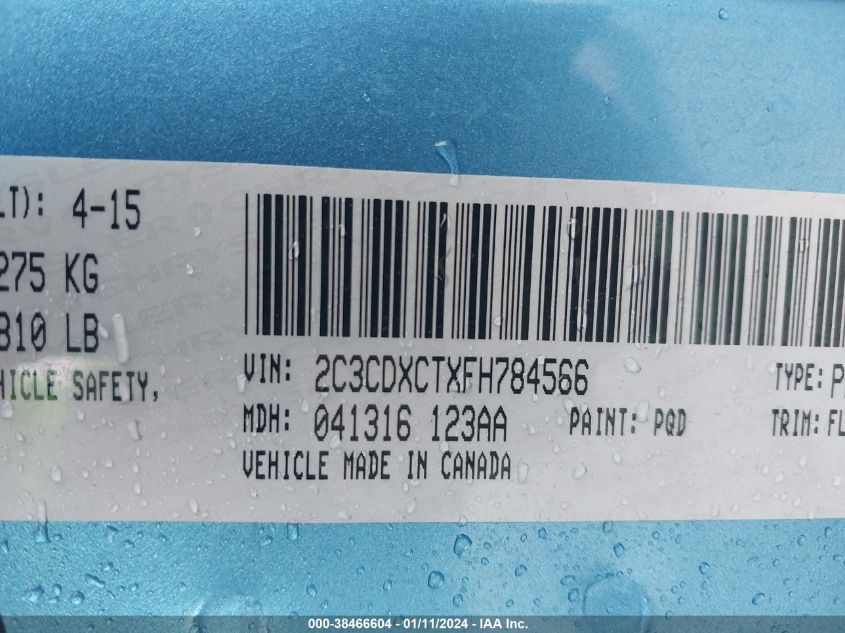 LT): 4-15
275 KG
810 LB
HICLE SAFETY,
VIN: 2C3CDXCTXFH784566
TYPE:
MDH: 041316 123AA PAINT: PQD TRIM: FL
VEHICLE MADE IN CANADA
000-38466604 - 01/11/2024 - IAA Inc.